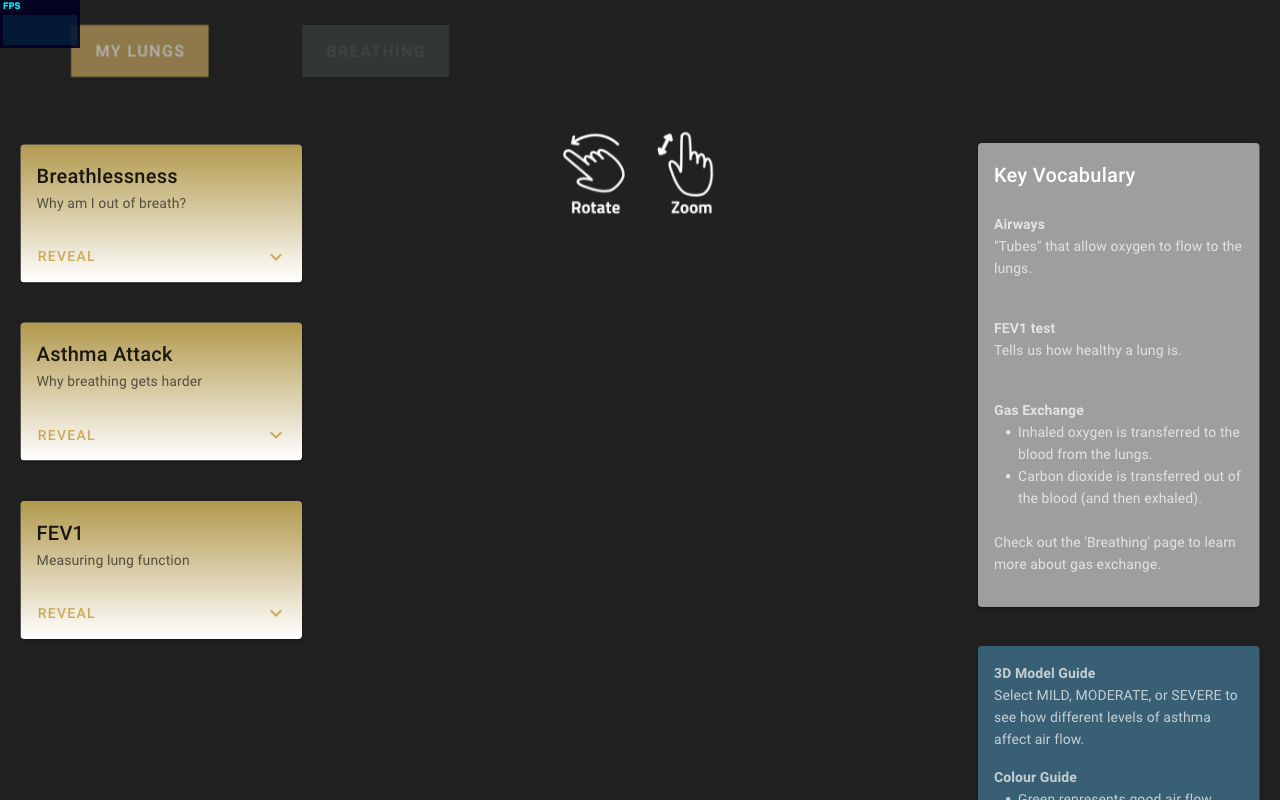 FPS
MY LUNGS
BREATHING
Rotate
Zoom
Breathlessness
Why am I out of breath?
REVEAL
Asthma Attack
Why breathing gets harder
REVEAL
FEV1
Measuring lung function
REVEAL
Key Vocabulary
Airways
"Tubes" that allow oxygen to flow to the
lungs.
FEV1 test
Tells us how healthy a lung is.
Gas Exchange
• Inhaled oxygen is transferred to the
blood from the lungs.
• Carbon dioxide is transferred out of
the blood (and then exhaled).
Check out the 'Breathing' page to learn
more about gas exchange.
3D Model Guide
Select MILD, MODERATE, or SEVERE to
see how different levels of asthma
affect air flow.
Colour Guide
• Green represents good air flow